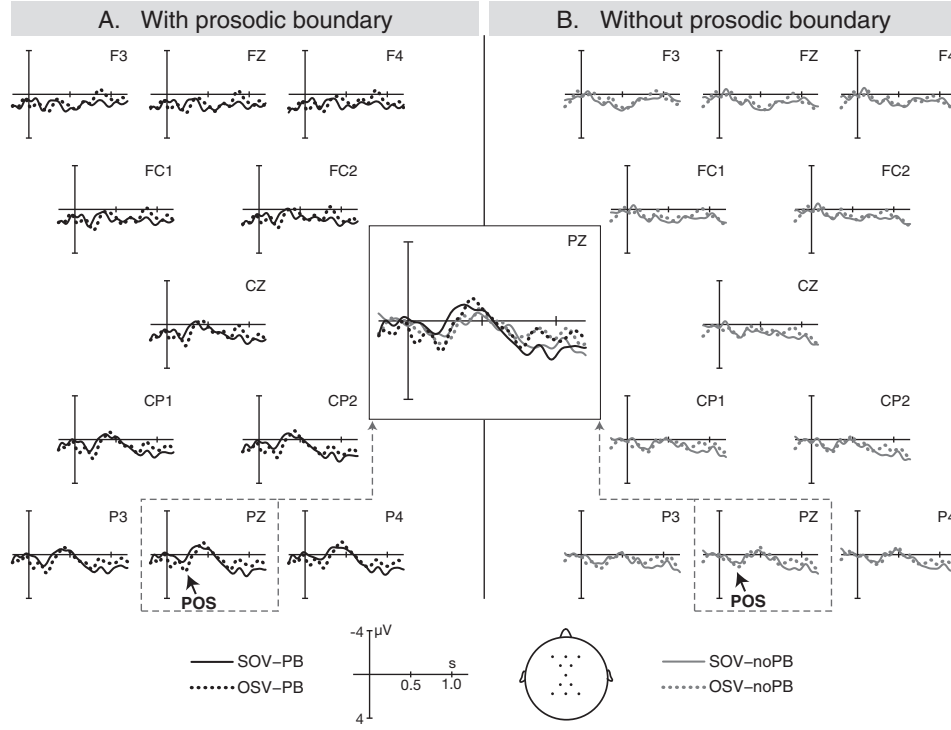 A. With prosodic boundary
B. Without prosodic boundary
F3 FZ F4
F3 FZ F4
FC1 FC2
FC1 FC2
PZ
CZ
CZ
CP1 CP2
CP1 CP2
P3 PZ P4
P3 PZ P4
POS
POS
-4 µV
s
0.5 1.0
4
SOV–PB
OSV–PB
SOV–noPB
OSV–noPB